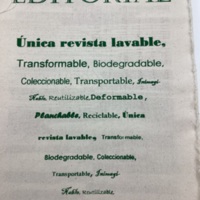 EDITORIAL
Única revista lavable,
Transformable, Biodegradable,
Coleccionable, Transportable,
Reutilizable, Deformable,
Planchable, Reciclable, Única
revista lavable, Transformable,
Biodegradable, Coleccionable,
Transportable,
Reutilizable